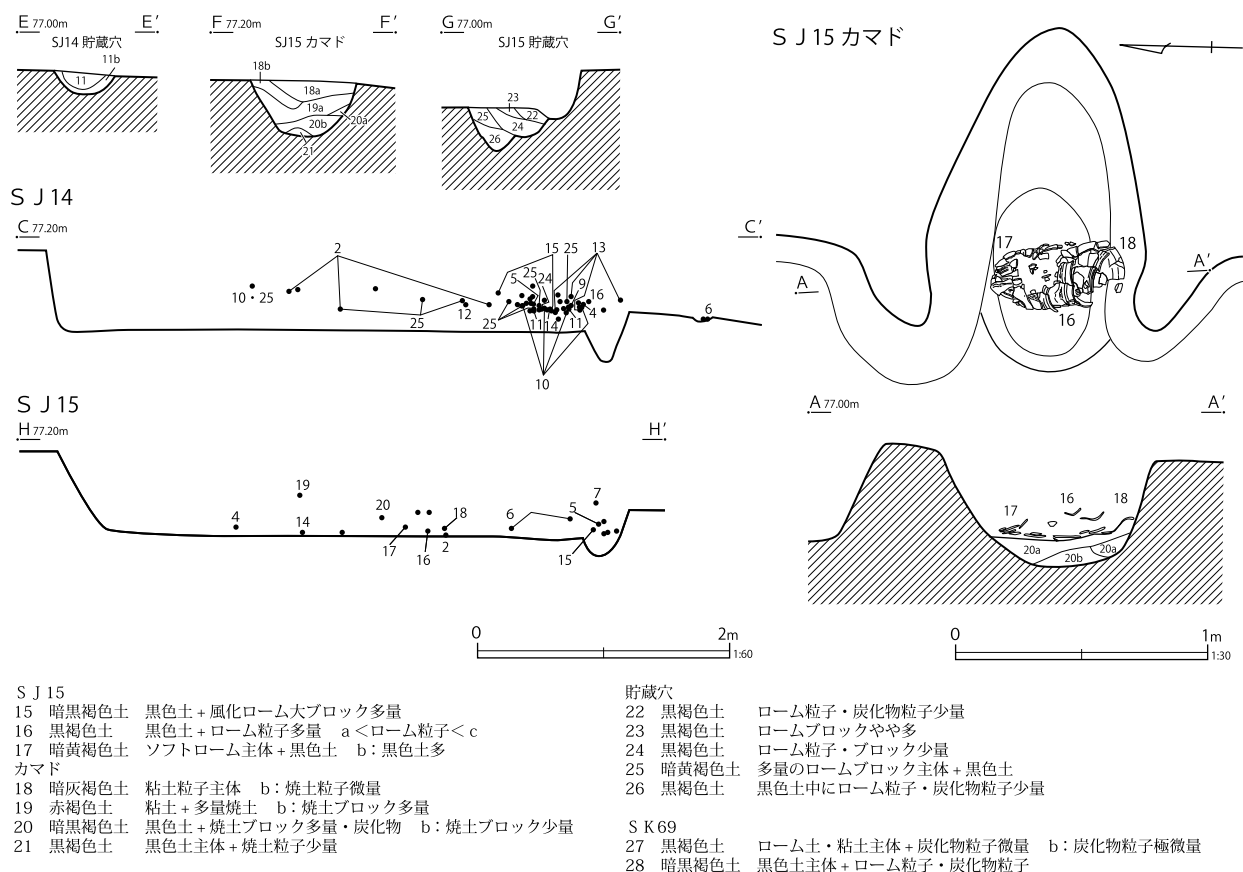 E 77.00m E′
SJ14 貯蔵穴
11b
11
F 77.20m F′
SJ15 カマド
18b
18a
19a
20b
20a
21
G 77.00m G′
SJ15 貯蔵穴
23
25
22
24
26
ＳＪ15 カマド
17
18
16
A
A′
ＳＪ14
C 77.20m C′
2
15
25
13
5
25
24
9
10・25
16
12
6
25
25
11
14
11
4
10
ＳＪ15
H 77.20m H′
19
7
20
18
5
4
14
6
17
16
2
15
A 77.00m A′
17
16
18
20a
20b
20a
0 2m
1:60
0 1m
1:30
ＳＪ15
15 暗黒褐色土 黒色土＋風化ローム大ブロック多量
16 黒褐色土 黒色土＋ローム粒子多量 a＜ローム粒子＜c
17 暗黄褐色土 ソフトローム主体＋黒色土 b：黒色土多
カマド
18 暗灰褐色土 粘土粒子主体 b：焼土粒子微量
19 赤褐色土 粘土＋多量焼土 b：焼土ブロック多量
20 暗黒褐色土 黒色土＋焼土ブロック多量・炭化物 b：焼土ブロック少量
21 黒褐色土 黒色土主体＋焼土粒子少量
貯蔵穴
22 黒褐色土 ローム粒子・炭化物粒子少量
23 黒褐色土 ロームブロックやや多
24 黒褐色土 ローム粒子・ブロック少量
25 暗黄褐色土 多量のロームブロック主体＋黒色土
26 黒褐色土 黒色土中にローム粒子・炭化物粒子少量
ＳＫ69
27 黒褐色土 ローム土・粘土主体＋炭化物粒子微量 b：炭化物粒子極微量
28 暗黒褐色土 黒色土主体＋ローム粒子・炭化物粒子